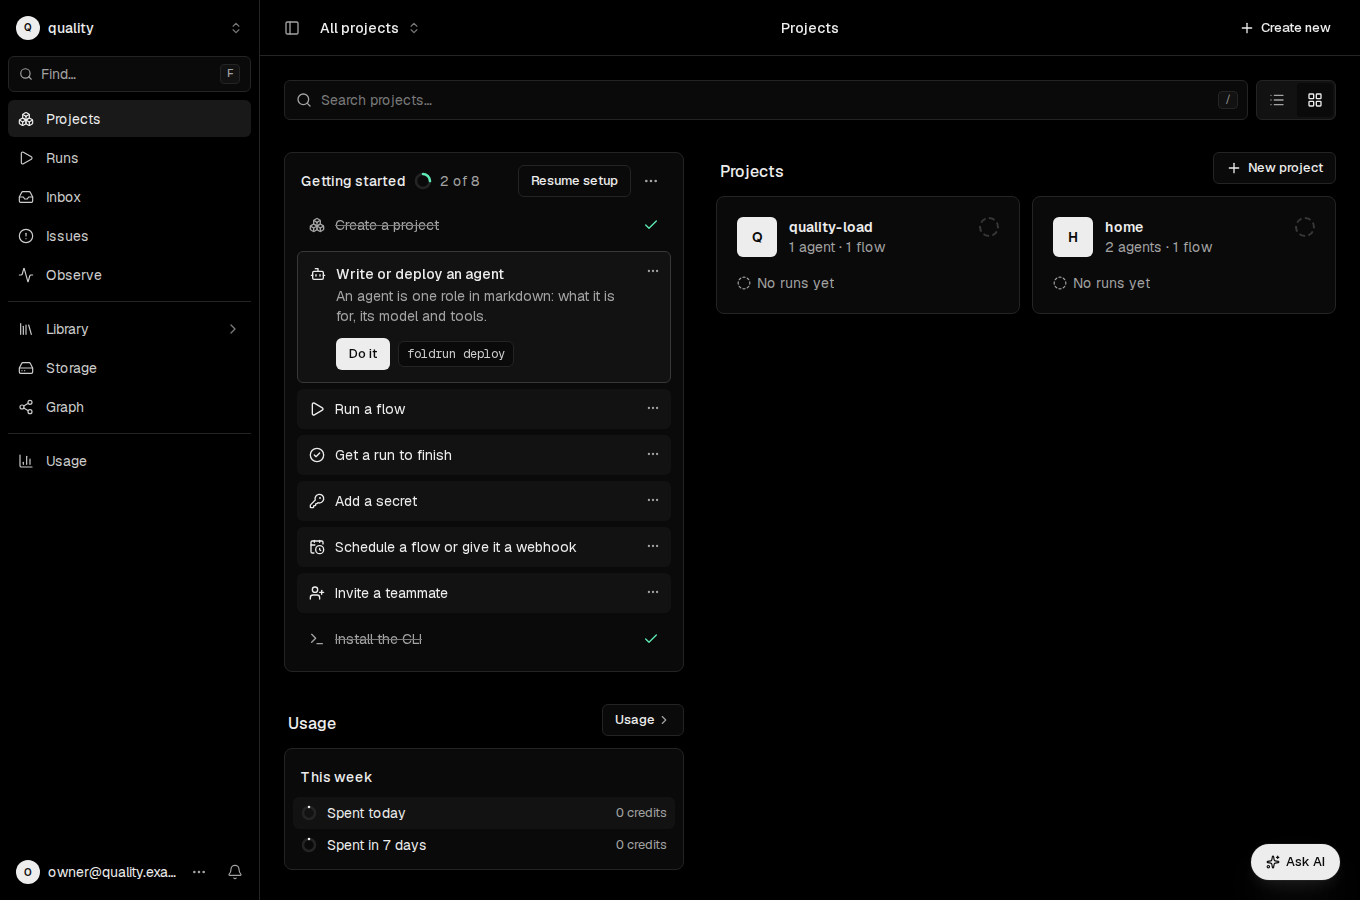 Q quality
Find... F
Projects
Runs
Inbox
Issues
Observe
Library
Storage
Graph
Usage
O owner@quality.exa...
All projects
Projects
Create new
Search projects... /
Getting started 2 of 8 Resume setup
Create a project
Write or deploy an agent
An agent is one role in markdown: what it is
for, its model and tools.
Do it foldrun deploy
Run a flow
Get a run to finish
Add a secret
Schedule a flow or give it a webhook
Invite a teammate
Install the CLI
Usage Usage
This week
Spent today 0 credits
Spent in 7 days 0 credits
Projects New project
Q quality-load
1 agent · 1 flow
No runs yet
H home
2 agents · 1 flow
No runs yet
Ask AI